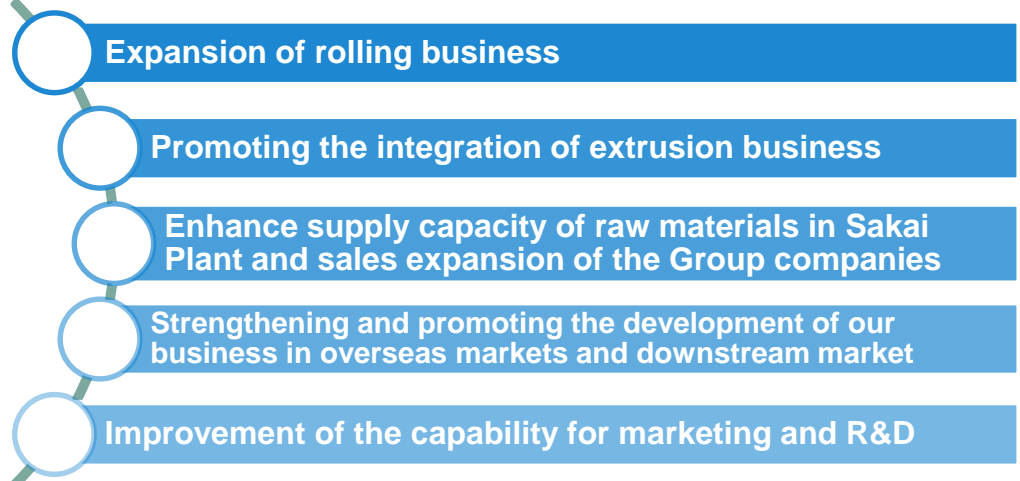 Expansion of rolling business
Promoting the integration of extrusion business
Enhance supply capacity of raw materials in Sakai
Plant and sales expansion of the Group companies
Strengthening and promoting the development of our
business in overseas markets and downstream market
Improvement of the capability for marketing and R&D